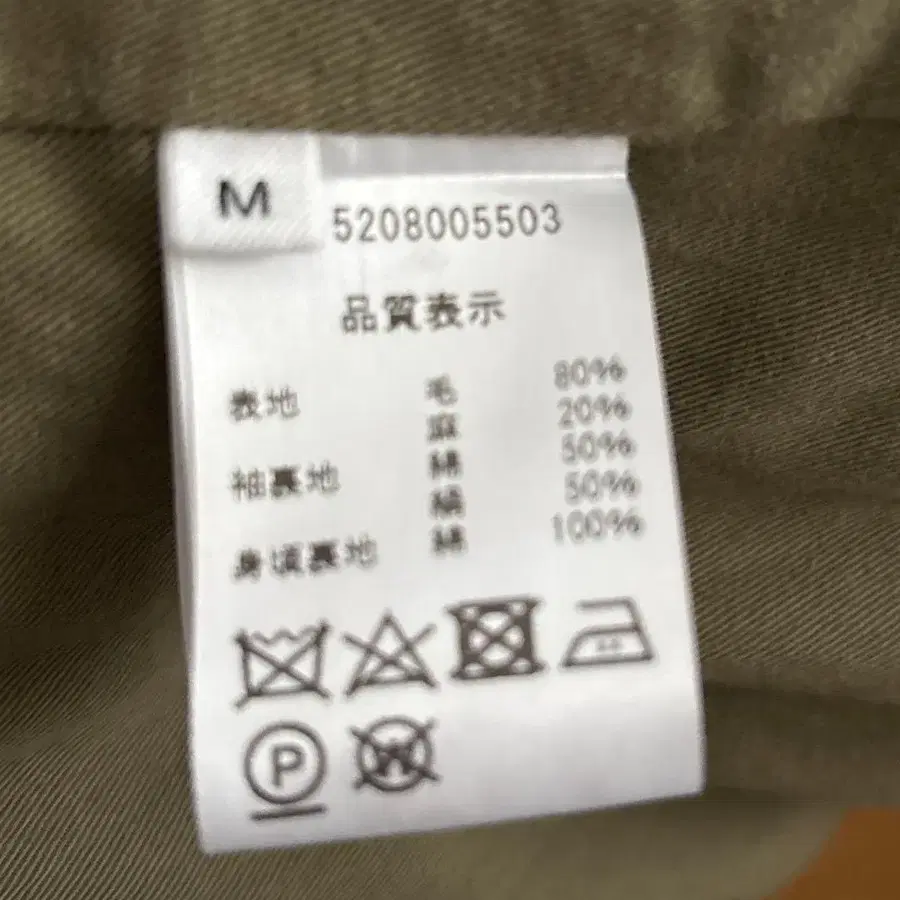 M
5208005503
品質表示
表地 毛 80%
麻 20%
袖裏地 綿 50%
50%
身頃裏地 綿 100%
P
W